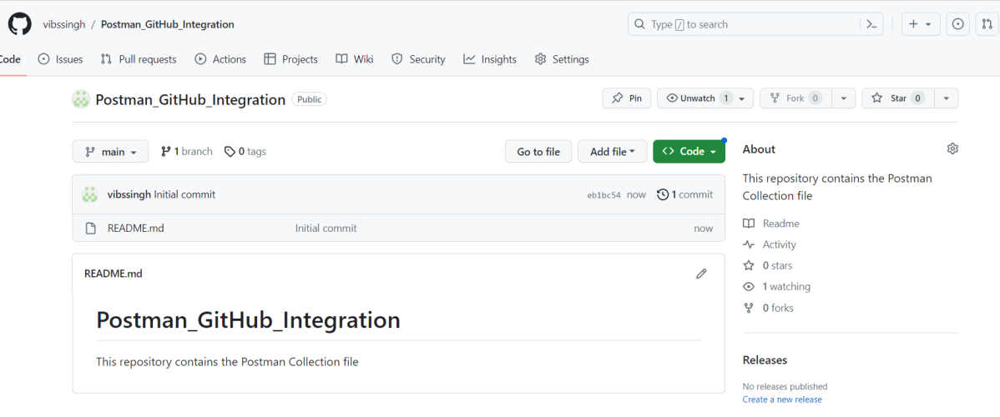 vibssingh / Postman_GitHub_Integration
Type / to search
Code Issues Pull requests Actions Projects Wiki Security Insights Settings
Postman_GitHub_Integration Public
Pin Unwatch 1 Fork 0 Star 0
main 1 branch 0 tags
Go to file Add file <> Code
vibssingh Initial commit eb1bc54 now 1 commit
README.md Initial commit now
README.md
Postman_GitHub_Integration
This repository contains the Postman Collection file
About
This repository contains the Postman
Collection file
Readme
Activity
0 stars
1 watching
0 forks
Releases
No releases published
Create a new release